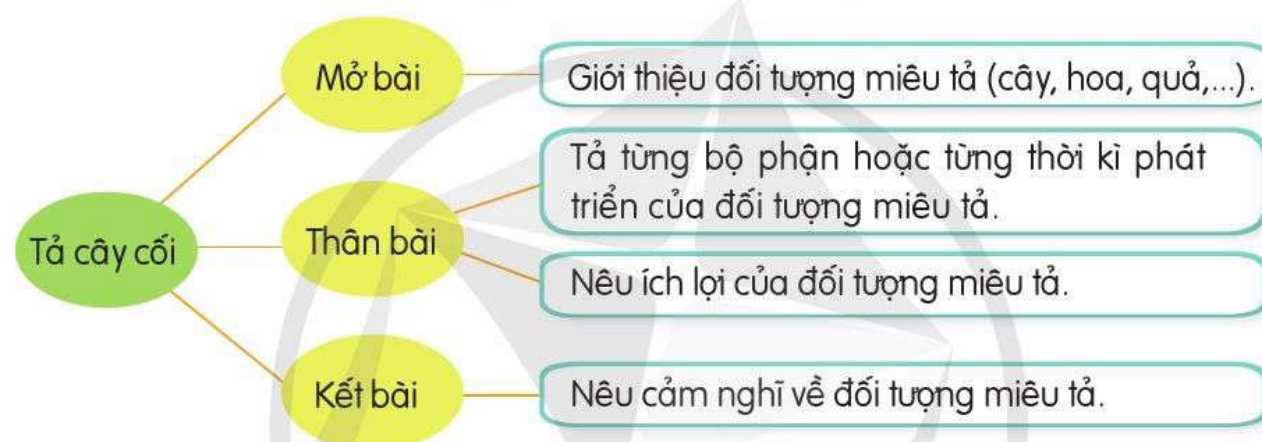 Tả cây cối
Mở bài
Giới thiệu đối tượng miêu tả (cây, hoa, quả,...).
Thân bài
Tả từng bộ phận hoặc từng thời kì phát
triển của đối tượng miêu tả.
Nêu ích lợi của đối tượng miêu tả.
Kết bài
Nêu cảm nghĩ về đối tượng miêu tả.